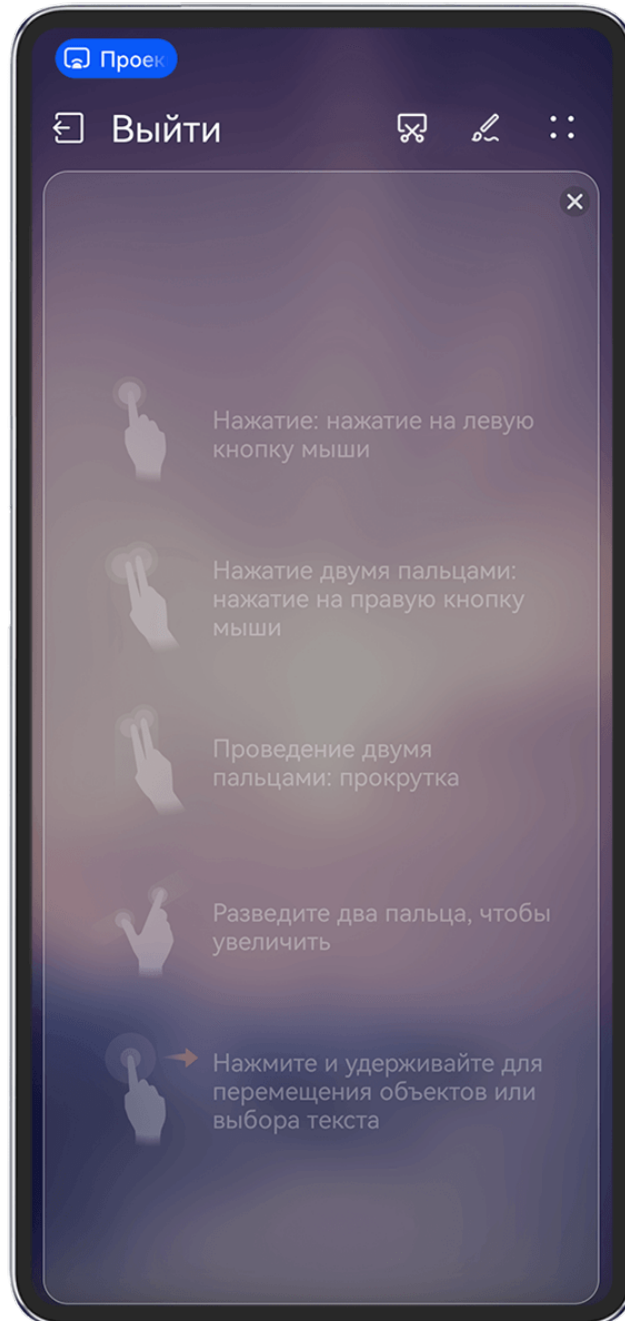 Проек
Выйти
Нажатие: нажатие на левую
кнопку мыши
Нажатие двумя пальцами:
нажатие на правую кнопку
мыши
Проведение двумя
пальцами: прокрутка
Разведите два пальца, чтобы
увеличить
Нажмите и удерживайте для
перемещения объектов или
выбора текста